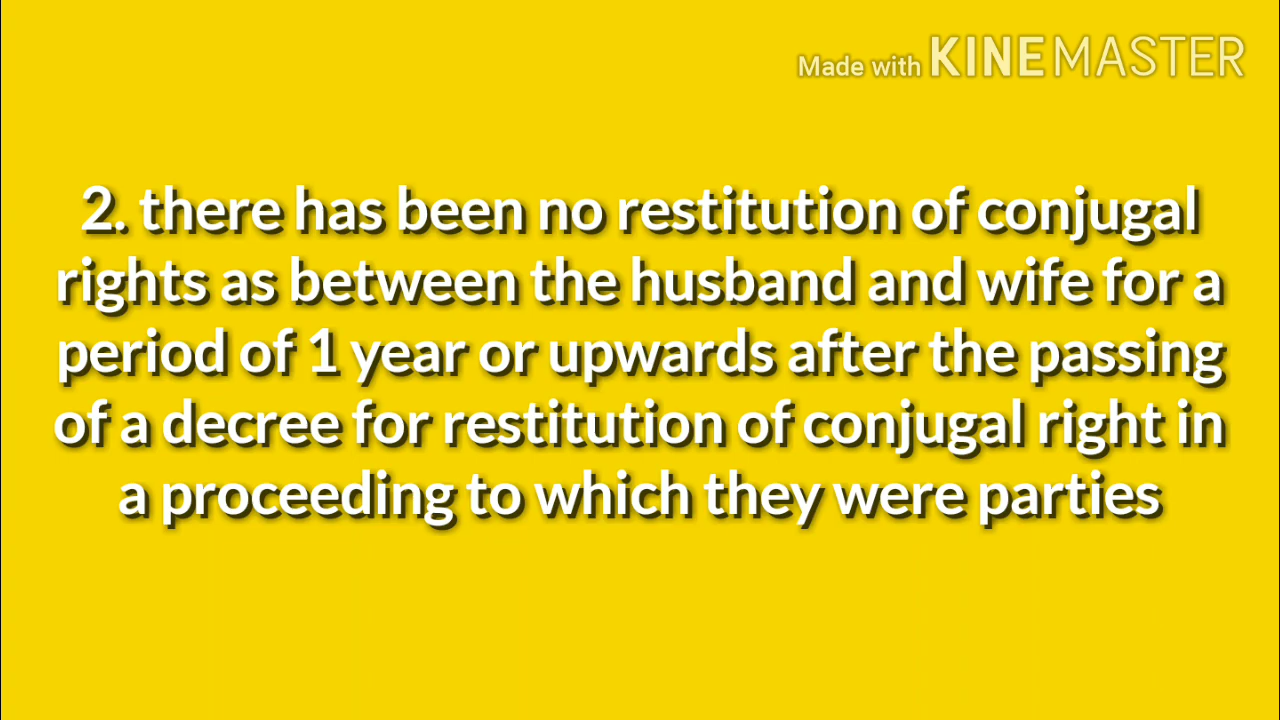 Made with KINEMASTER
2. there has been no restitution of conjugal
rights as between the husband and wife for a
period of 1 year or upwards after the passing
of a decree for restitution of conjugal right in
a proceeding to which they were parties